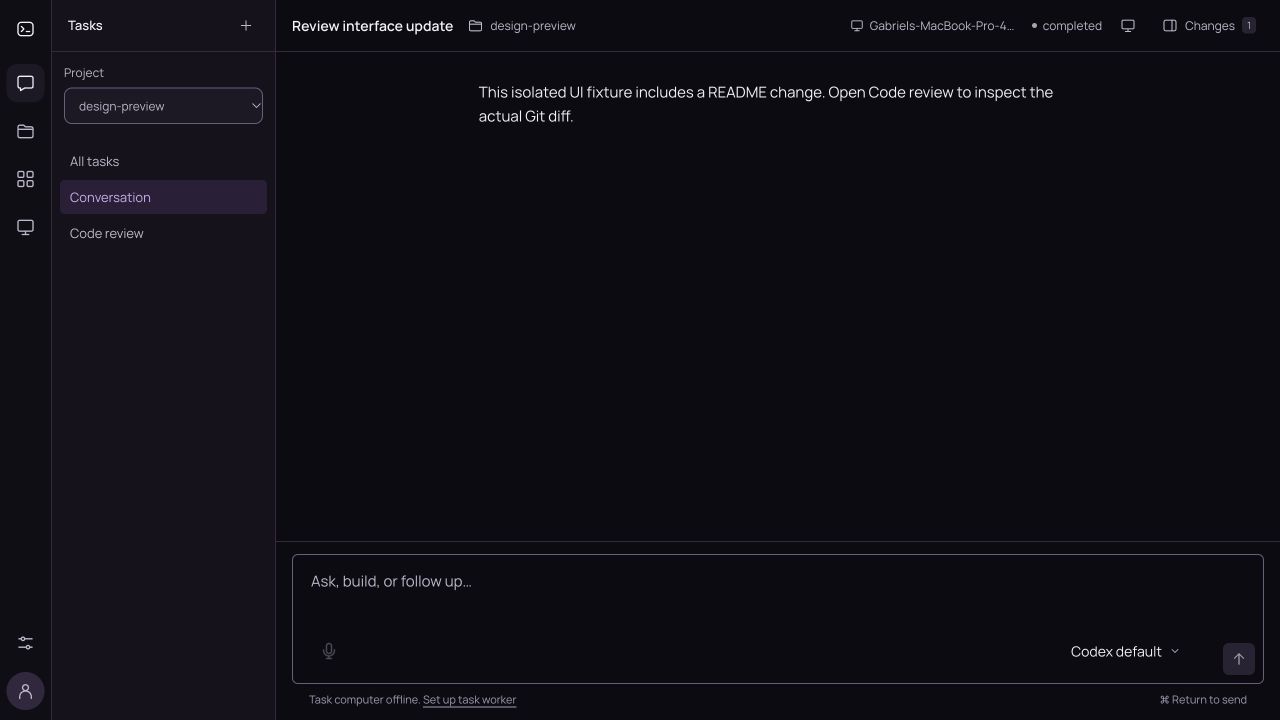 Tasks
Review interface update
design-preview
Gabriels-MacBook-Pro-4…
completed
Changes
1
Project
design-preview
All tasks
Conversation
Code review
This isolated UI fixture includes a README change. Open Code review to inspect the
actual Git diff.
Ask, build, or follow up…
Codex default
Task computer offline. Set up task worker
⌘ Return to send